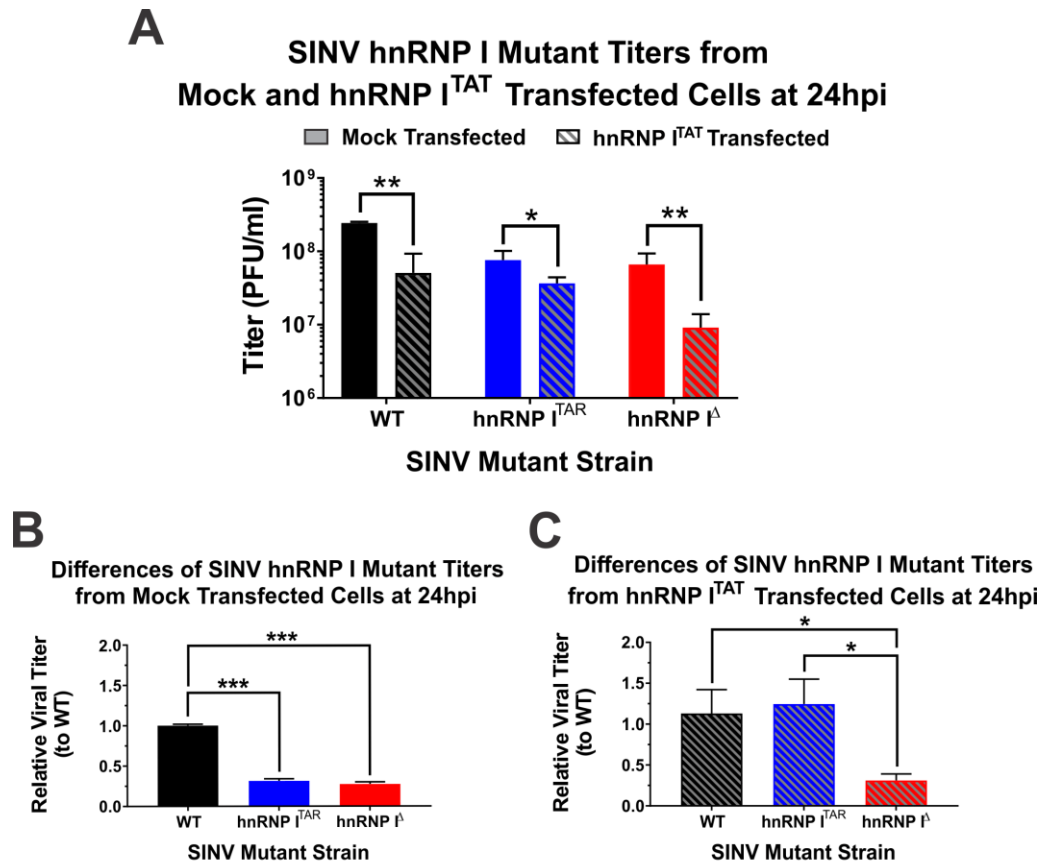 A
SINV hnRNP I Mutant Titers from
Mock and hnRNP I^TAT Transfected Cells at 24hpi
Mock Transfected hnRNP I^TAT Transfected
10^9
10^8
10^7
10^6
Titer (PFU/ml)
** * **
WT hnRNP I^TAR hnRNP I^Δ
SINV Mutant Strain
B
Differences of SINV hnRNP I Mutant Titers
from Mock Transfected Cells at 24hpi
2.0
1.5
1.0
0.5
0.0
Relative Viral Titer
(to WT)
***
***
WT hnRNP I^TAR hnRNP I^Δ
SINV Mutant Strain
C
Differences of SINV hnRNP I Mutant Titers
from hnRNP I^TAT Transfected Cells at 24hpi
2.0
1.5
1.0
0.5
0.0
Relative Viral Titer
(to WT)
*
*
WT hnRNP I^TAR hnRNP I^Δ
SINV Mutant Strain